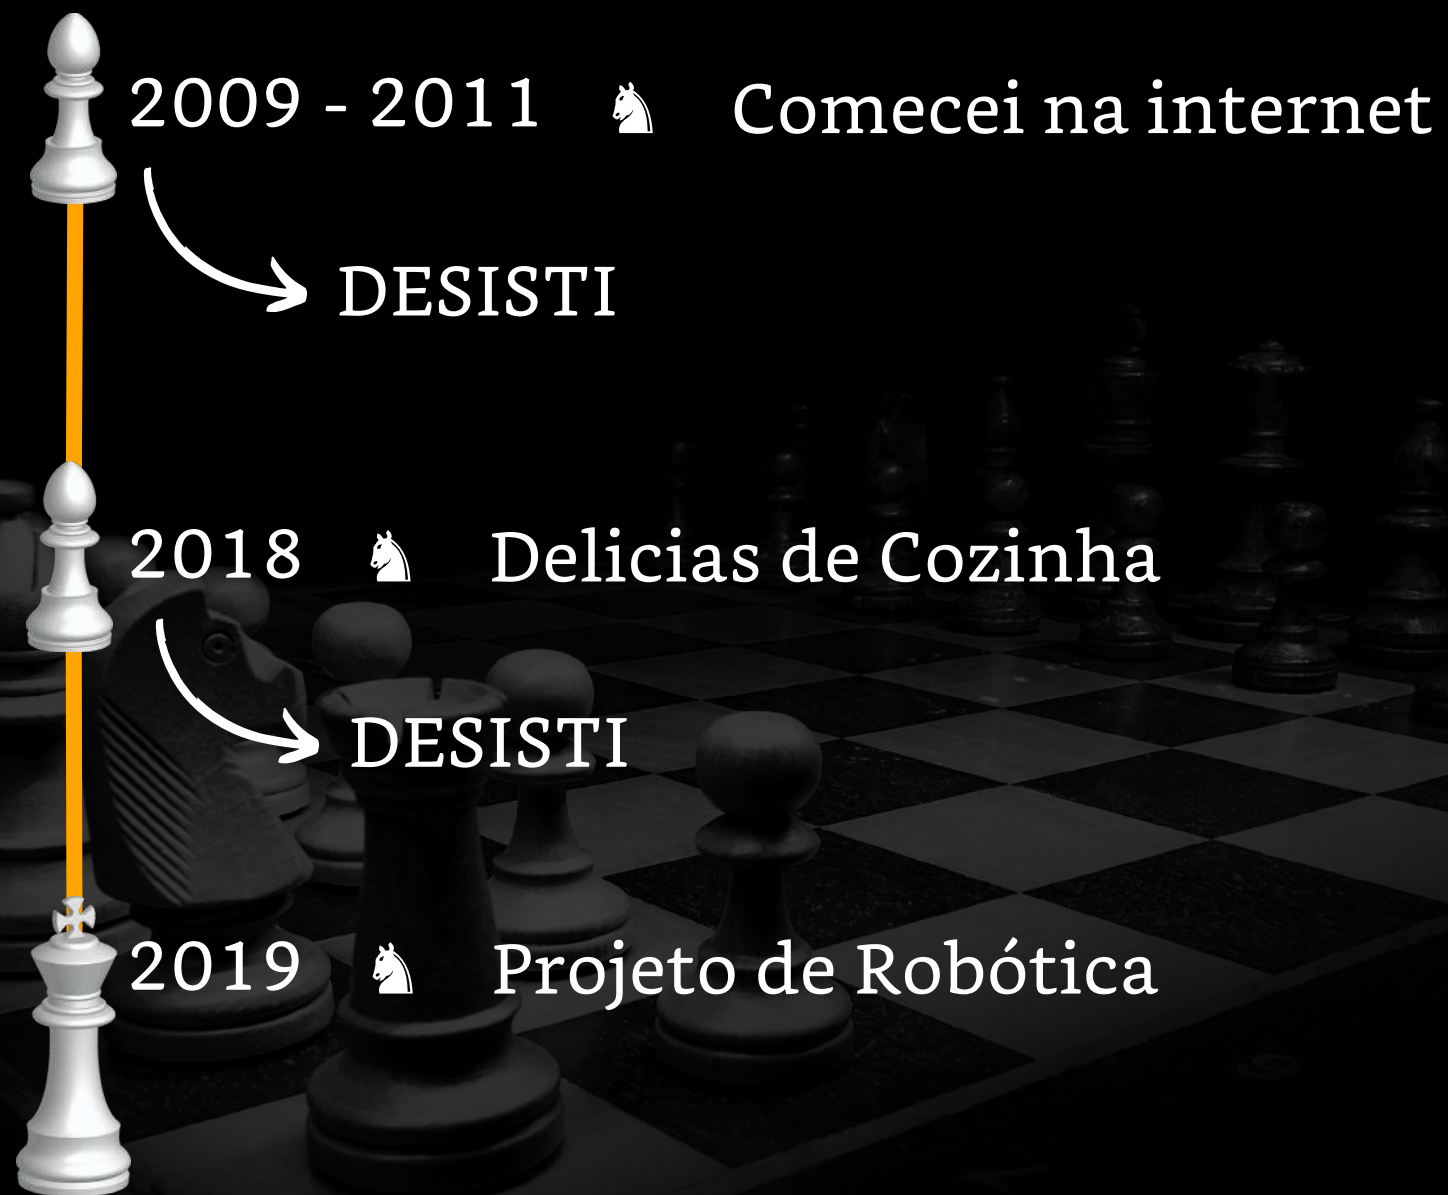 2009 - 2011 ♞ Comecei na internet
DESISTI
2018 ♞ Delicias de Cozinha
DESISTI
2019 ♞ Projeto de Robótica